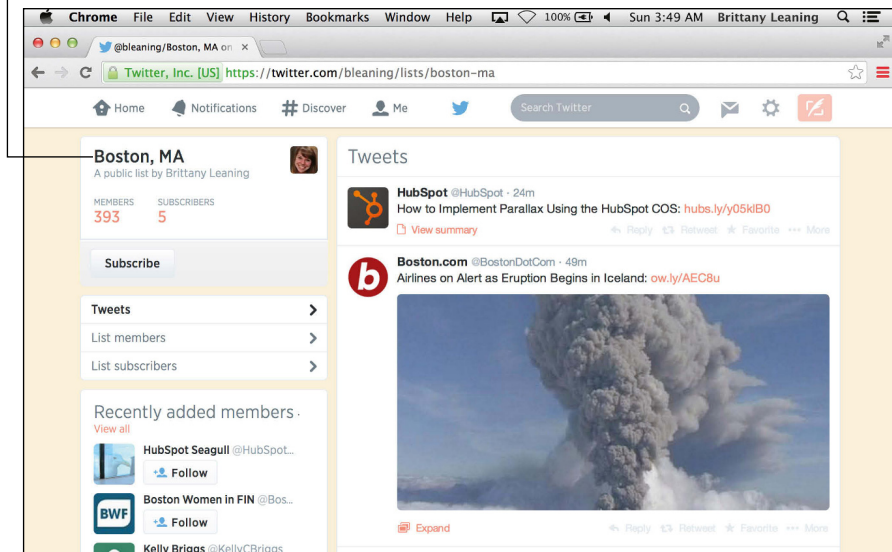 Chrome File Edit View History Bookmarks Window Help 100% Sun 3:49 AM Brittany Leaning
@bleaning/Boston, MA on ×
Twitter, Inc. [US] https://twitter.com/bleaning/lists/boston-ma
Home Notifications Discover Me Search Twitter
Boston, MA
A public list by Brittany Leaning
MEMBERS SUBSCRIBERS
393 5
Subscribe
Tweets
List members
List subscribers
Recently added members ·
View all
HubSpot Seagull @HubSpot...
Follow
Boston Women in FIN @Bos...
BWF
Follow
Kelly Briggs @KellyCBriggs
Tweets
HubSpot @HubSpot · 24m
How to Implement Parallax Using the HubSpot COS: hubs.ly/y05klB0
View summary Reply Retweet Favorite More
b
Boston.com @BostonDotCom · 49m
Airlines on Alert as Eruption Begins in Iceland: ow.ly/AEC8u
Expand Reply Retweet Favorite More